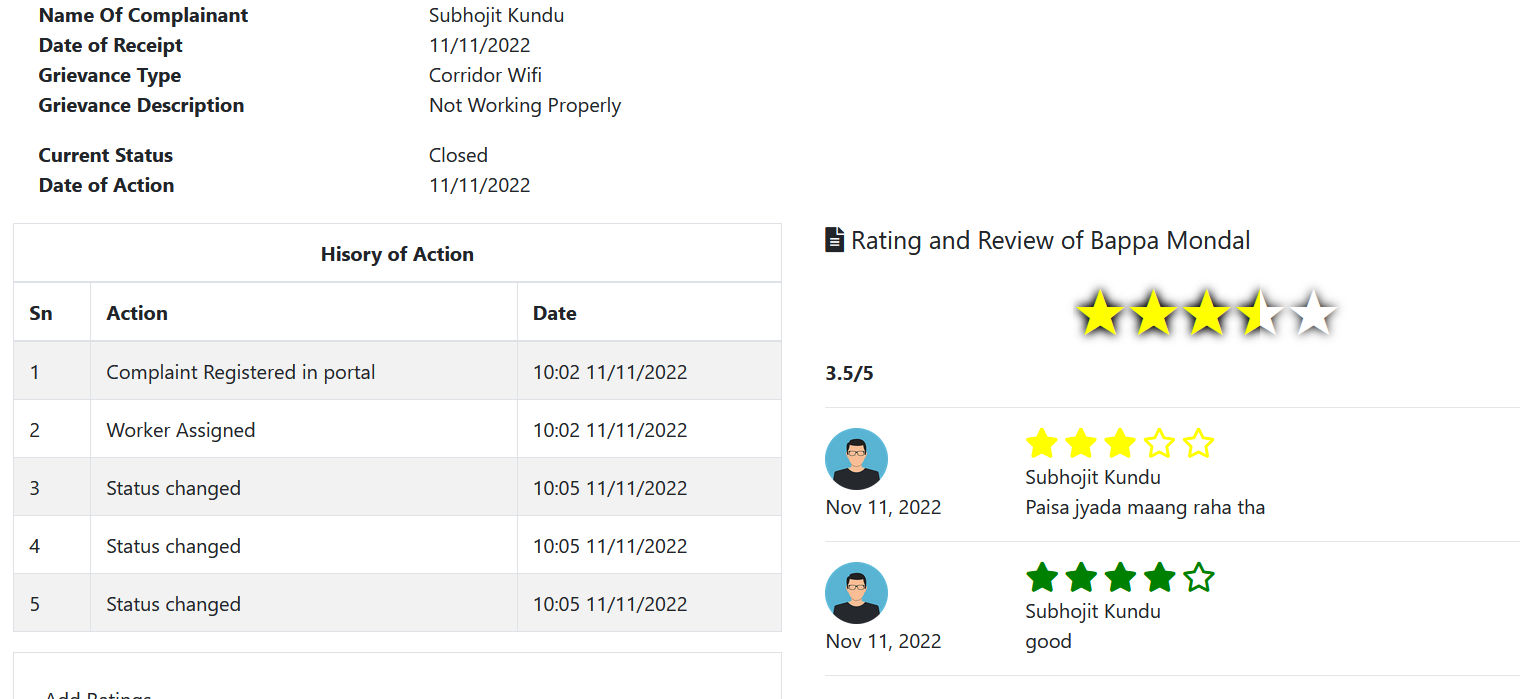 Name Of Complainant Subhojit Kundu
Date of Receipt 11/11/2022
Grievance Type Corridor Wifi
Grievance Description Not Working Properly
Current Status Closed
Date of Action 11/11/2022
Hisory of Action
Sn Action Date
1 Complaint Registered in portal 10:02 11/11/2022
2 Worker Assigned 10:02 11/11/2022
3 Status changed 10:05 11/11/2022
4 Status changed 10:05 11/11/2022
5 Status changed 10:05 11/11/2022
Add Ratings
Rating and Review of Bappa Mondal
3.5/5
Subhojit Kundu
Nov 11, 2022 Paisa jyada maang raha tha
Subhojit Kundu
Nov 11, 2022 good